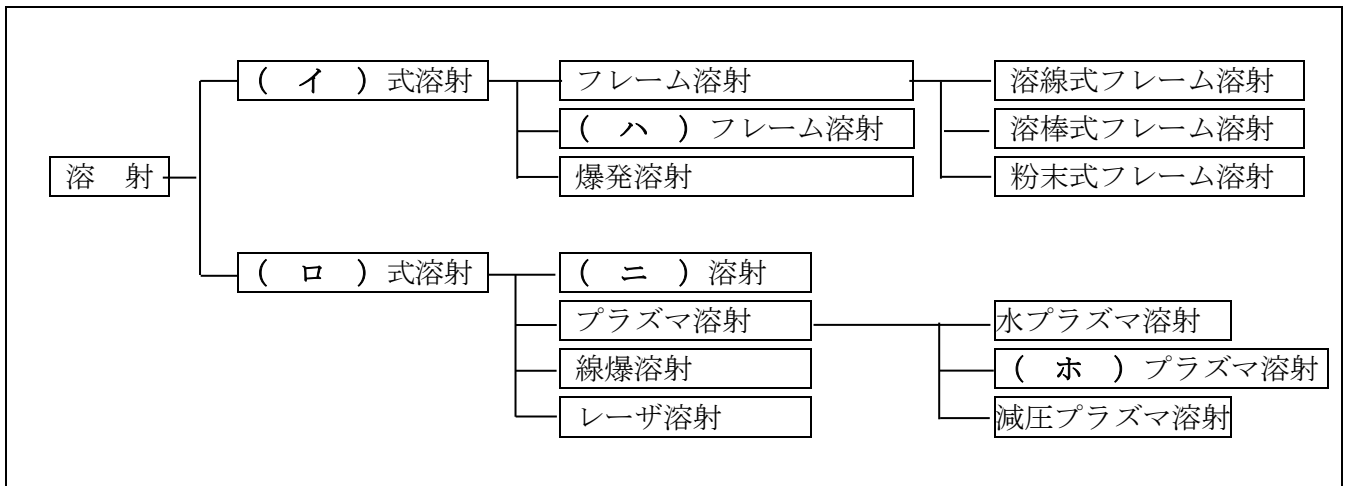 ( イ ) 式溶射
フレーム溶射
溶線式フレーム溶射
( ハ ) フレーム溶射
溶棒式フレーム溶射
溶 射
爆発溶射
粉末式フレーム溶射
( ロ ) 式溶射
( ニ ) 溶射
プラズマ溶射
水プラズマ溶射
線爆溶射
( ホ ) プラズマ溶射
レーザ溶射
減圧プラズマ溶射